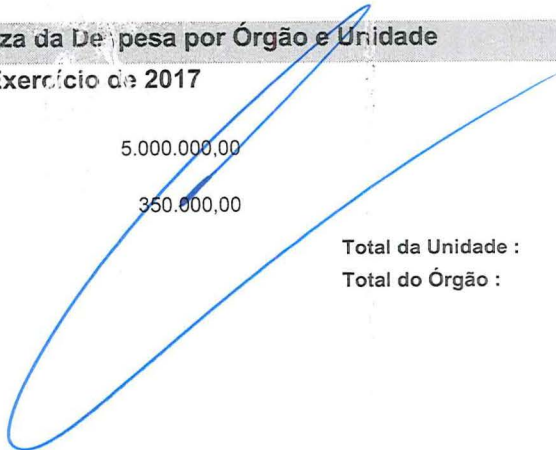 za da Despesa por Órgão e Unidade
Exercício de 2017
5.000.000,00
350.000,00
Total da Unidade :
Total do Órgão :